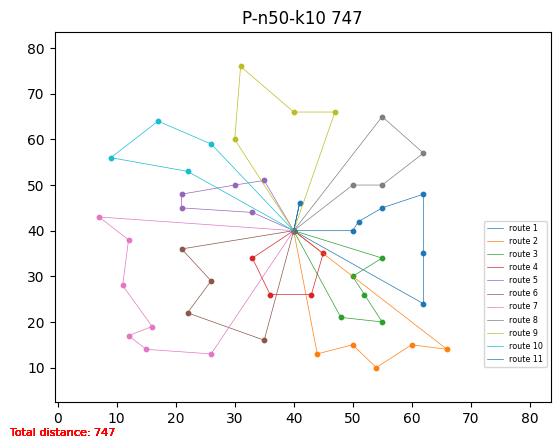 P-n50-k10 747
80
70
60
50
40
30
20
10
0 10 20 30 40 50 60 70 80
route 1
route 2
route 3
route 4
route 5
route 6
route 7
route 8
route 9
route 10
route 11
Total distance: 747